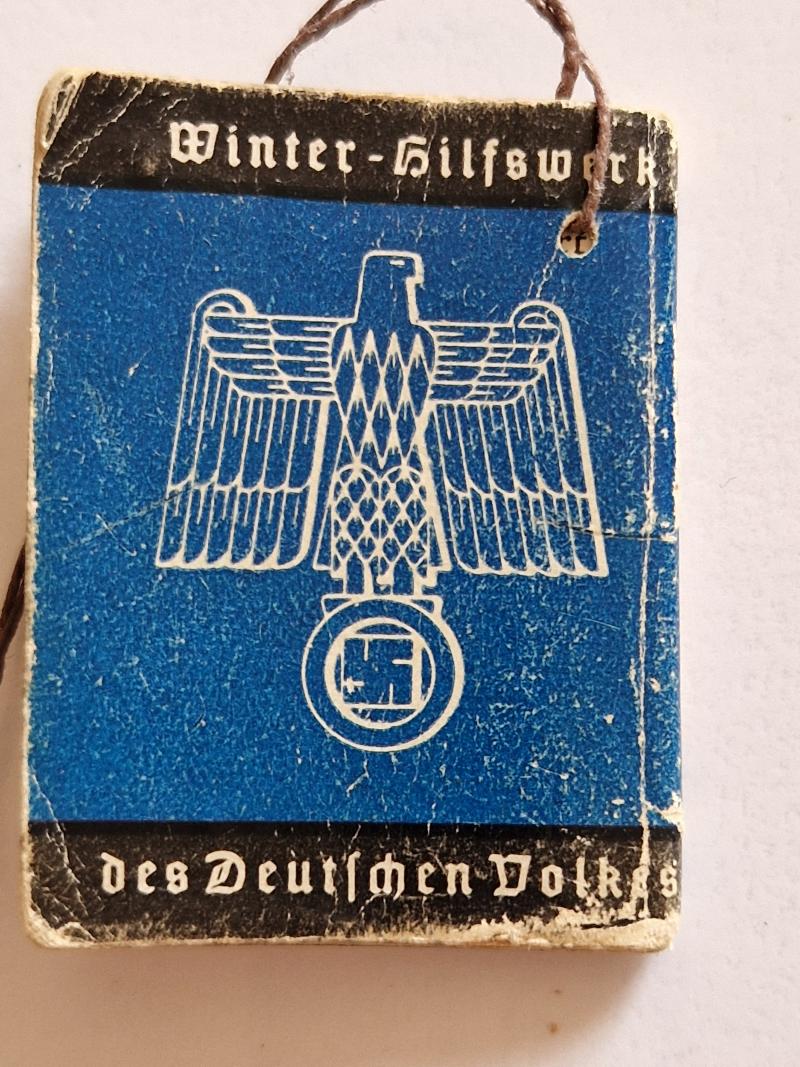 Winter-Hilfswerk
des Deutſchen Volkes